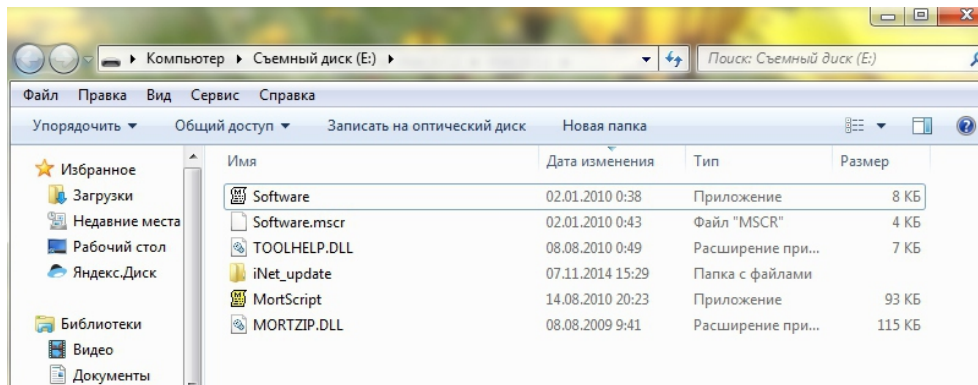 Компьютер ▸ Съемный диск (E:) ▸ Поиск: Съемный диск (E:)
Файл Правка Вид Сервис Справка
Упорядочить Общий доступ Записать на оптический диск Новая папка
Избранное
Загрузки
Недавние места
Рабочий стол
Яндекс.Диск
Библиотеки
Видео
Документы
Имя Дата изменения Тип Размер
Software 02.01.2010 0:38 Приложение 8 КБ
Software.mscr 02.01.2010 0:43 Файл "MSCR" 4 КБ
TOOLHELP.DLL 08.08.2010 0:49 Расширение при... 7 КБ
iNet_update 07.11.2014 15:29 Папка с файлами
MortScript 14.08.2010 20:23 Приложение 93 КБ
MORTZIP.DLL 08.08.2009 9:41 Расширение при... 115 КБ